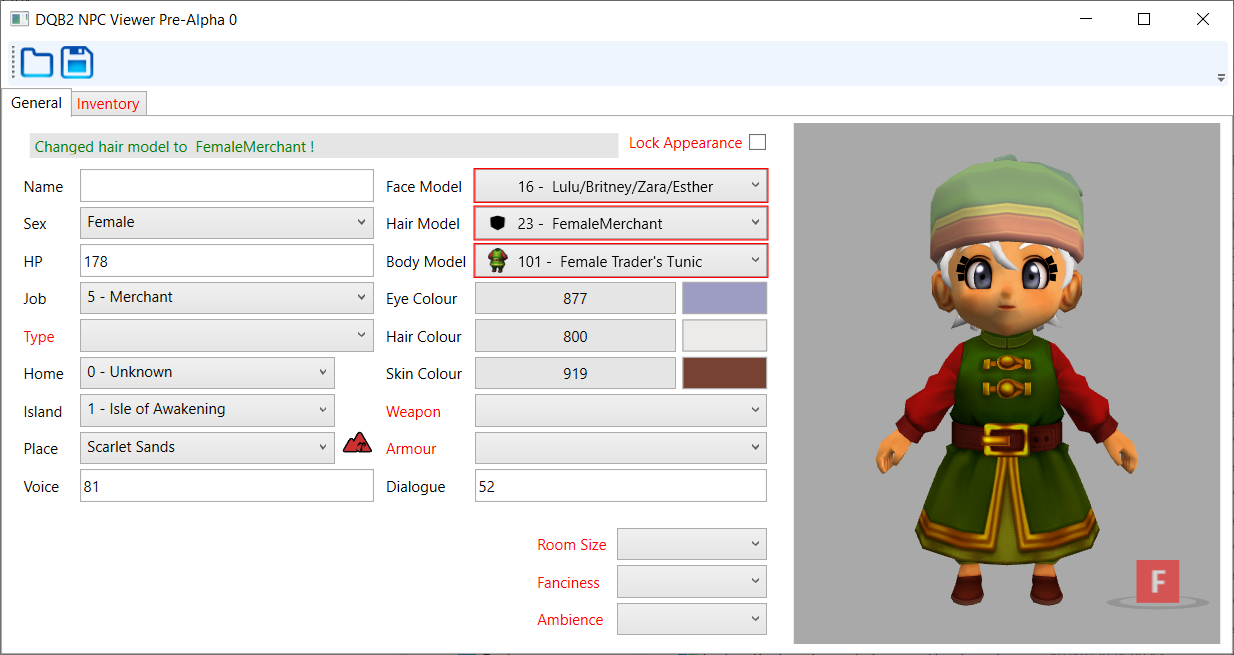 DQB2 NPC Viewer Pre-Alpha 0
General Inventory
Changed hair model to FemaleMerchant !
Lock Appearance
Name
Face Model 16 - Lulu/Britney/Zara/Esther
Sex Female
Hair Model 23 - FemaleMerchant
HP 178
Body Model 101 - Female Trader's Tunic
Job 5 - Merchant
Eye Colour 877
Type
Hair Colour 800
Home 0 - Unknown
Skin Colour 919
Island 1 - Isle of Awakening
Weapon
Place Scarlet Sands
Armour
Voice 81
Dialogue 52
Room Size
Fanciness
Ambience
F